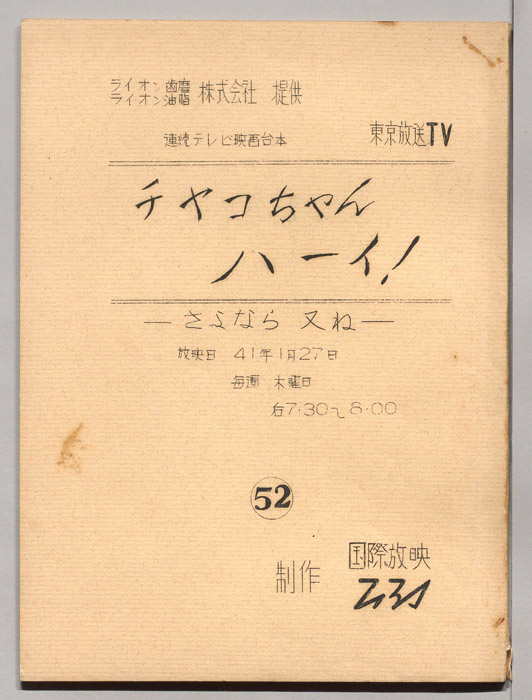 ライオン歯磨
ライオン油脂 株式会社 提供
連続テレビ映画台本 東京放送TV
チャコちゃん
ハーイ!
—さよなら 又ね—
放映日 41年1月27日
毎週 木曜日
后7・30〜8・00
52
制作 国際放映